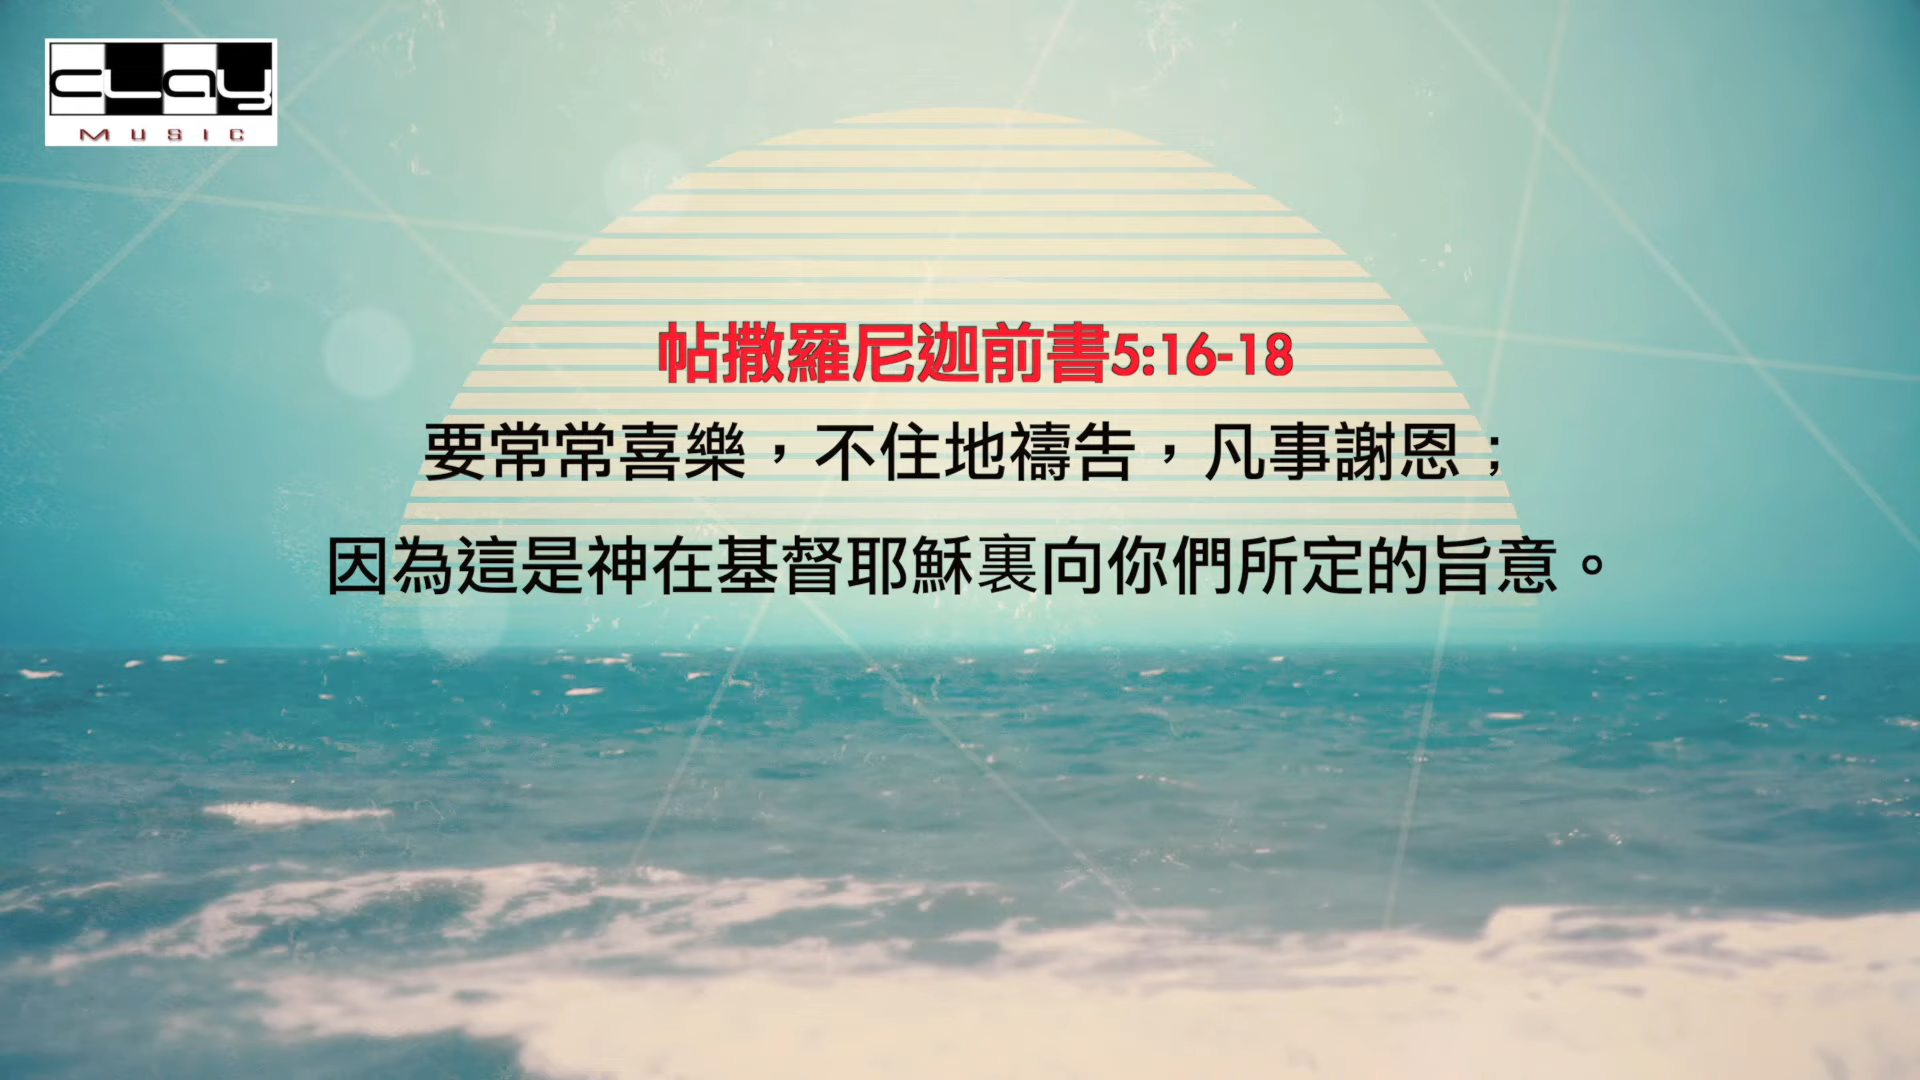 CLay
MUSIC
帖撒羅尼迦前書5:16-18
要常常喜樂，不住地禱告，凡事謝恩；
因為這是神在基督耶穌裏向你們所定的旨意。